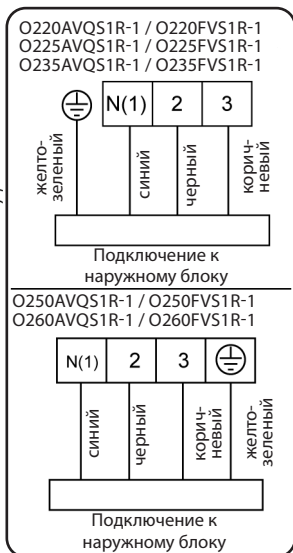 O220AVQS1R-1 / O220FVS1R-1
O225AVQS1R-1 / O225FVS1R-1
O235AVQS1R-1 / O235FVS1R-1
N(1) 2 3
желто-
зеленый
синий
черный
корич-
невый
Подключение к
наружному блоку
O250AVQS1R-1 / O250FVS1R-1
O260AVQS1R-1 / O260FVS1R-1
N(1) 2 3
синий
черный
корич-
невый
желто-
зеленый
Подключение к
наружному блоку